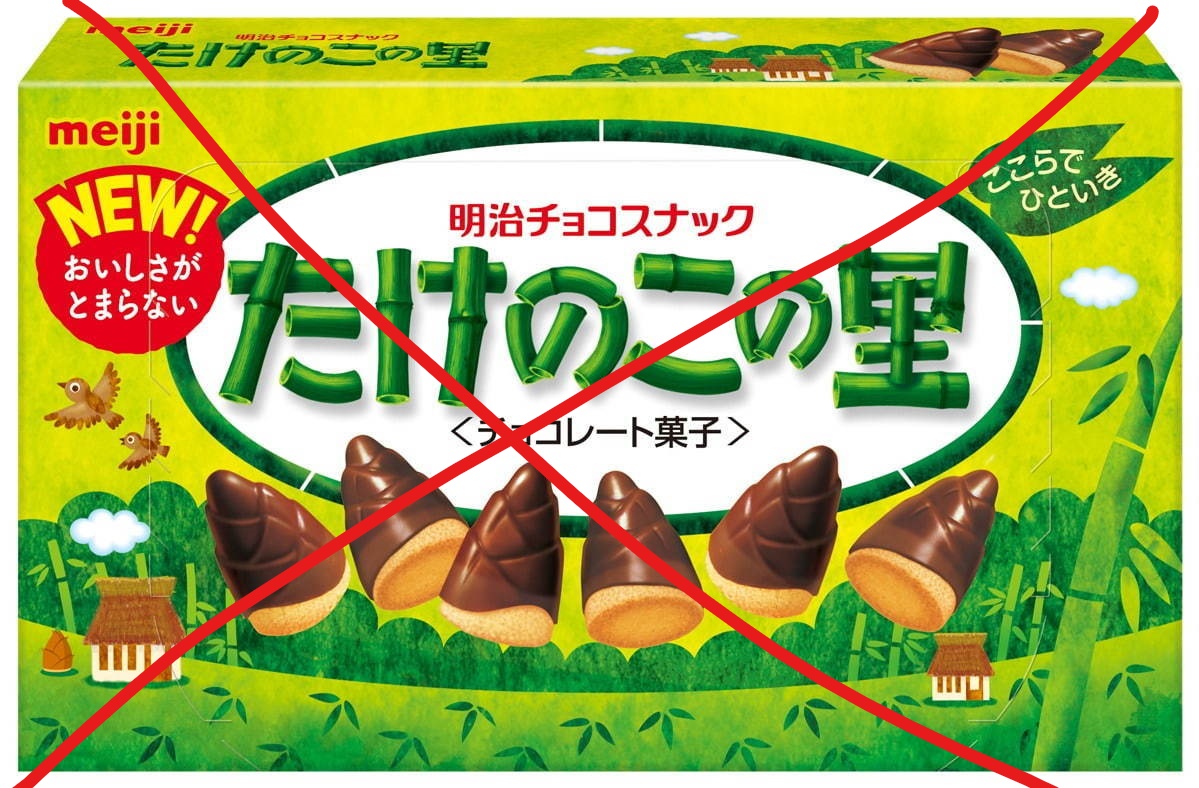 meiji
明治チョコスナック
たけのこの里
meiji
NEW!
おいしさが
とまらない
明治チョコスナック
たけのこの里
<チョコレート菓子>
ここらで
ひといき